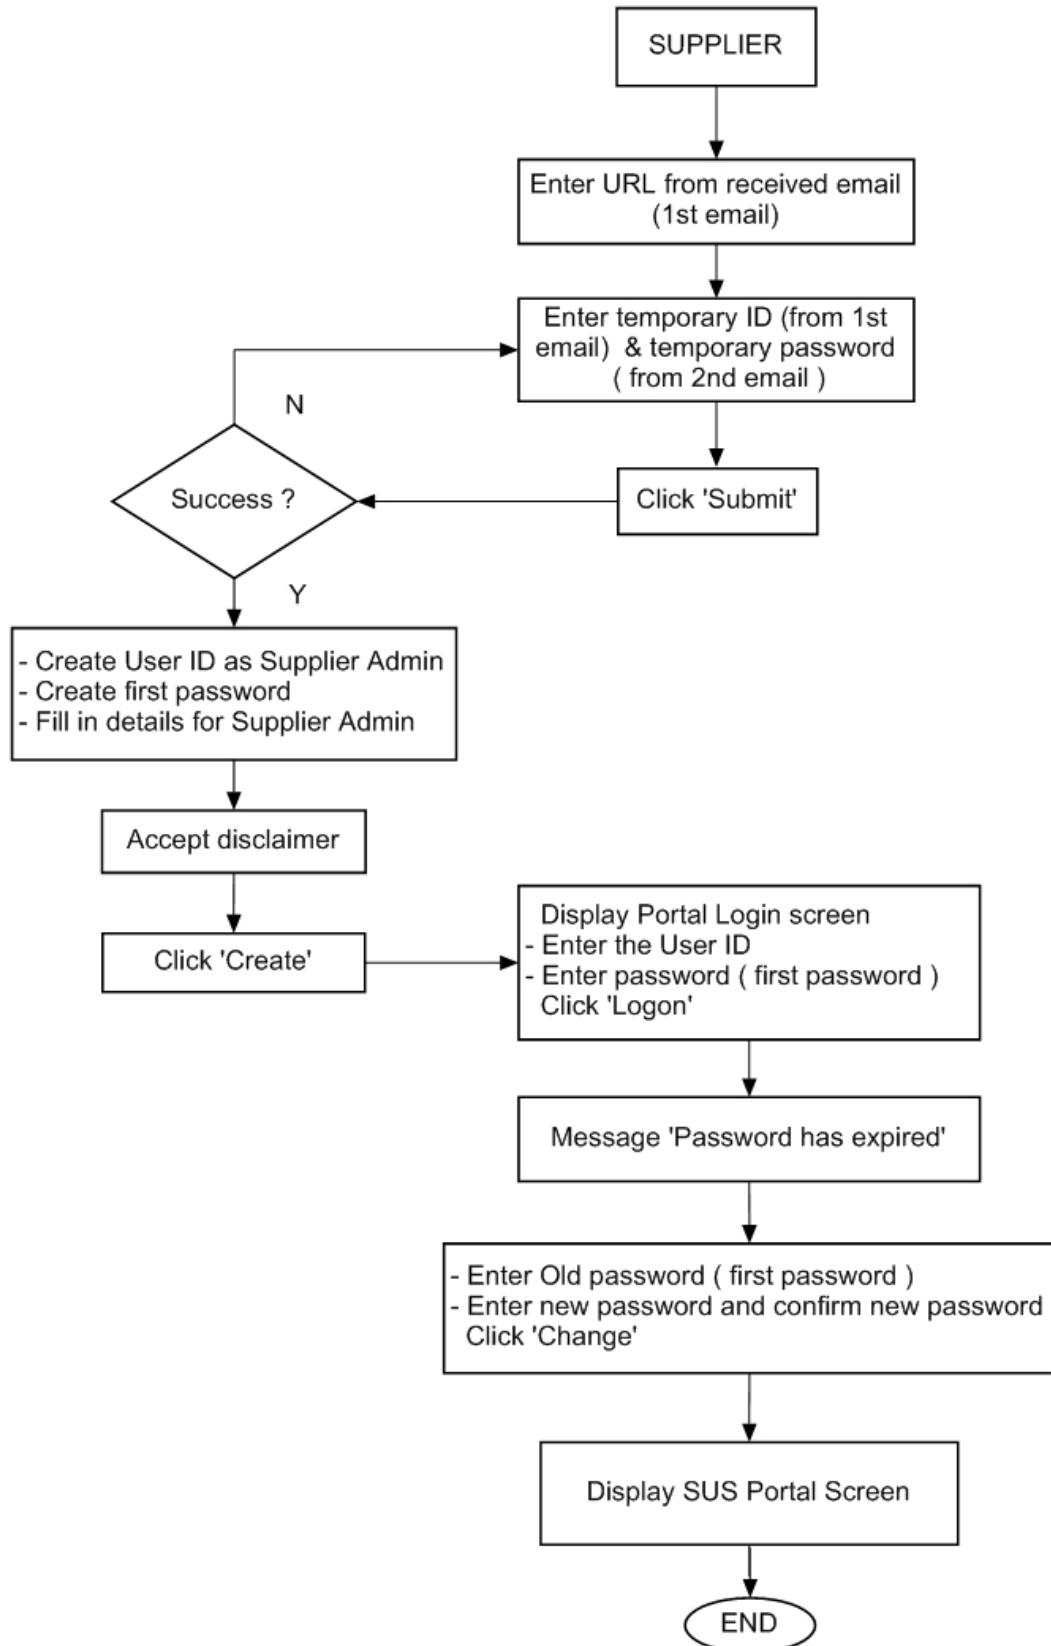 SUPPLIER
Enter URL from received email
(1st email)
Enter temporary ID (from 1st
email)  & temporary password
( from 2nd email )
N
Success ?
Click 'Submit'
Y
- Create User ID as Supplier Admin
- Create first password
- Fill in details for Supplier Admin
Accept disclaimer
Click 'Create'
Display Portal Login screen
- Enter the User ID
- Enter password ( first password )
Click 'Logon'
Message 'Password has expired'
- Enter Old password ( first password )
- Enter new password and confirm new password
Click 'Change'
Display SUS Portal Screen
END